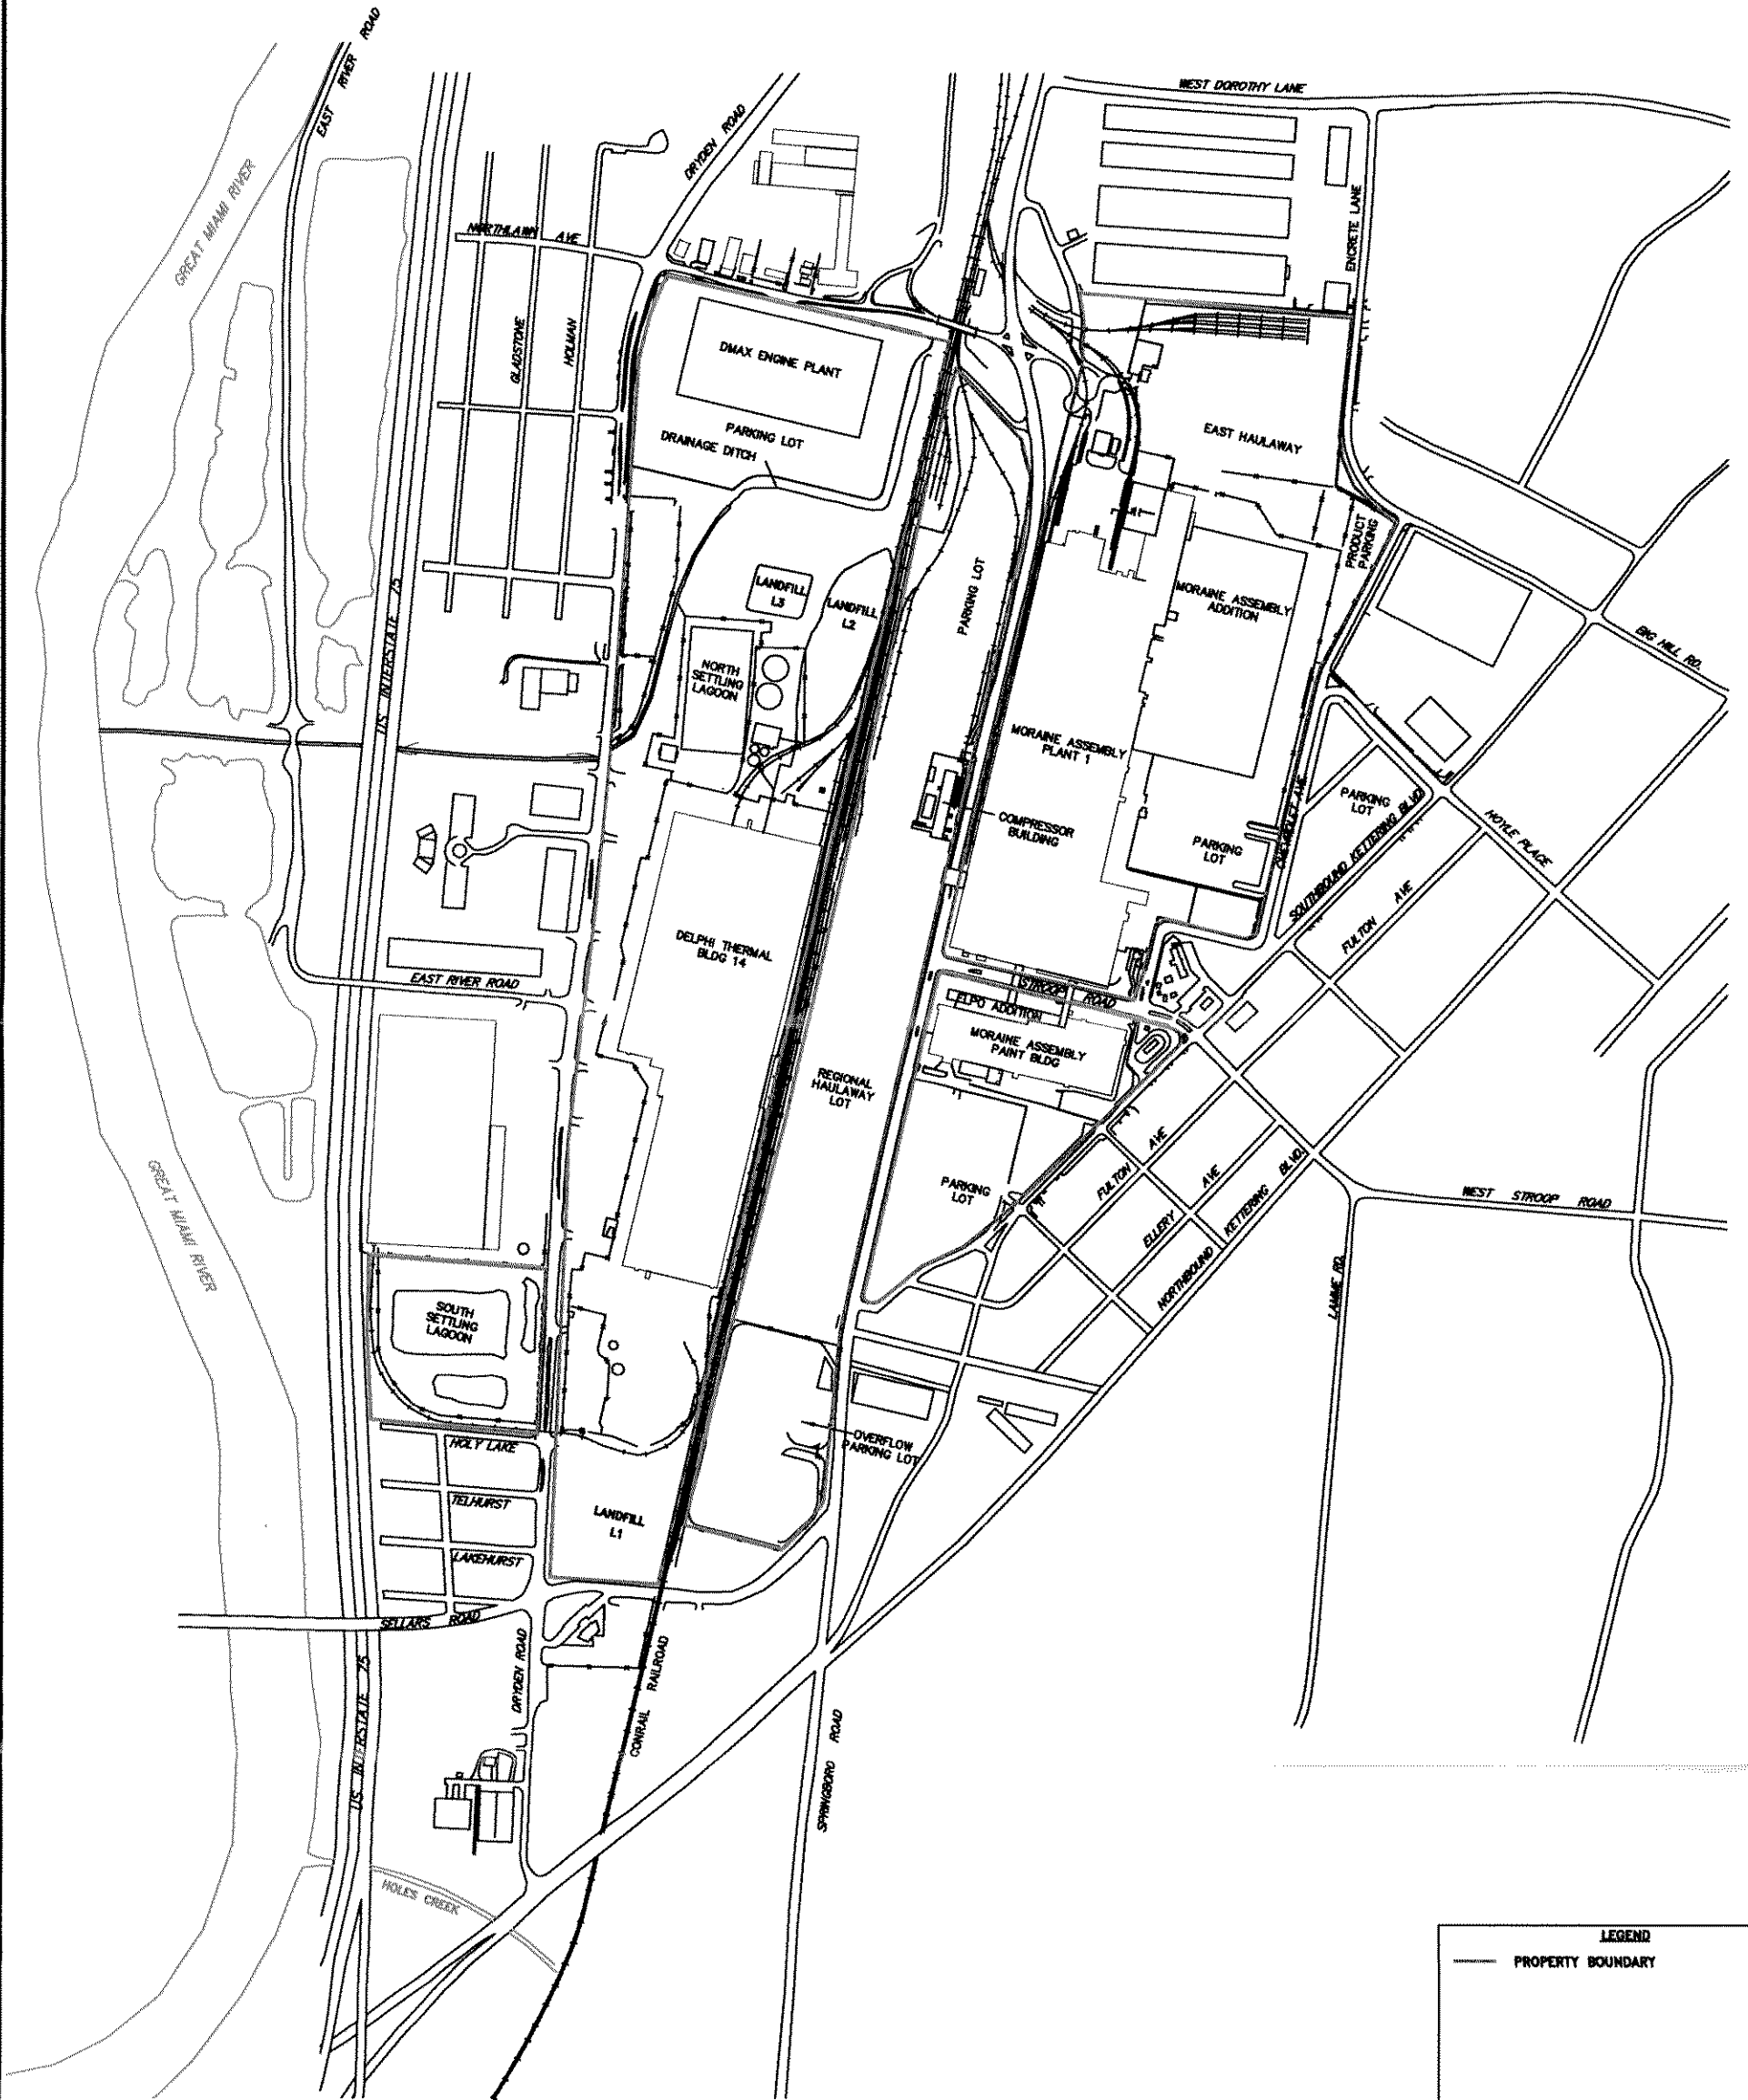 EAST RIVER ROAD
WEST DOROTHY LANE
DRYDEN ROAD
GREAT MIAMI RIVER
NORTHLAWN AVE
ENCRETE LANE
GLADSTONE
HOLMAN
DMAX ENGINE PLANT
PARKING LOT
DRAINAGE DITCH
EAST HAULAWAY
PRODUCT
PARKING
PARKING LOT
LANDFILL
L3
LANDFILL
L2
MORAINE ASSEMBLY
ADDITION
US INTERSTATE 75
BIG HILL RD.
NORTH
SETTLING
LAGOON
MORAINE ASSEMBLY
PLANT 1
PARKING
LOT
COMPRESSOR
BUILDING
CHEVROLET AVE
PARKING
LOT
HOYLE PLACE
SOUTHBOUND KETTERING BLVD
FULTON AVE
DELPHI THERMAL
BLDG 14
EAST RIVER ROAD
STROOP ROAD
ELPO ADDITION
MORAINE ASSEMBLY
PAINT BLDG
REGIONAL
HAULAWAY
LOT
FULTON AVE
ELLERY AVE
NORTHBOUND KETTERING BLVD.
PARKING
LOT
WEST STROOP ROAD
GREAT MIAMI RIVER
LAMME RD.
SOUTH
SETTLING
LAGOON
HOLY LAKE
OVERFLOW
PARKING LOT
TELHURST
LANDFILL
L1
LAKEHURST
SELLARS ROAD
DRYDEN ROAD
CONRAIL RAILROAD
US INTERSTATE 75
SPRINGBORO ROAD
HOLES CREEK
LEGEND
PROPERTY BOUNDARY